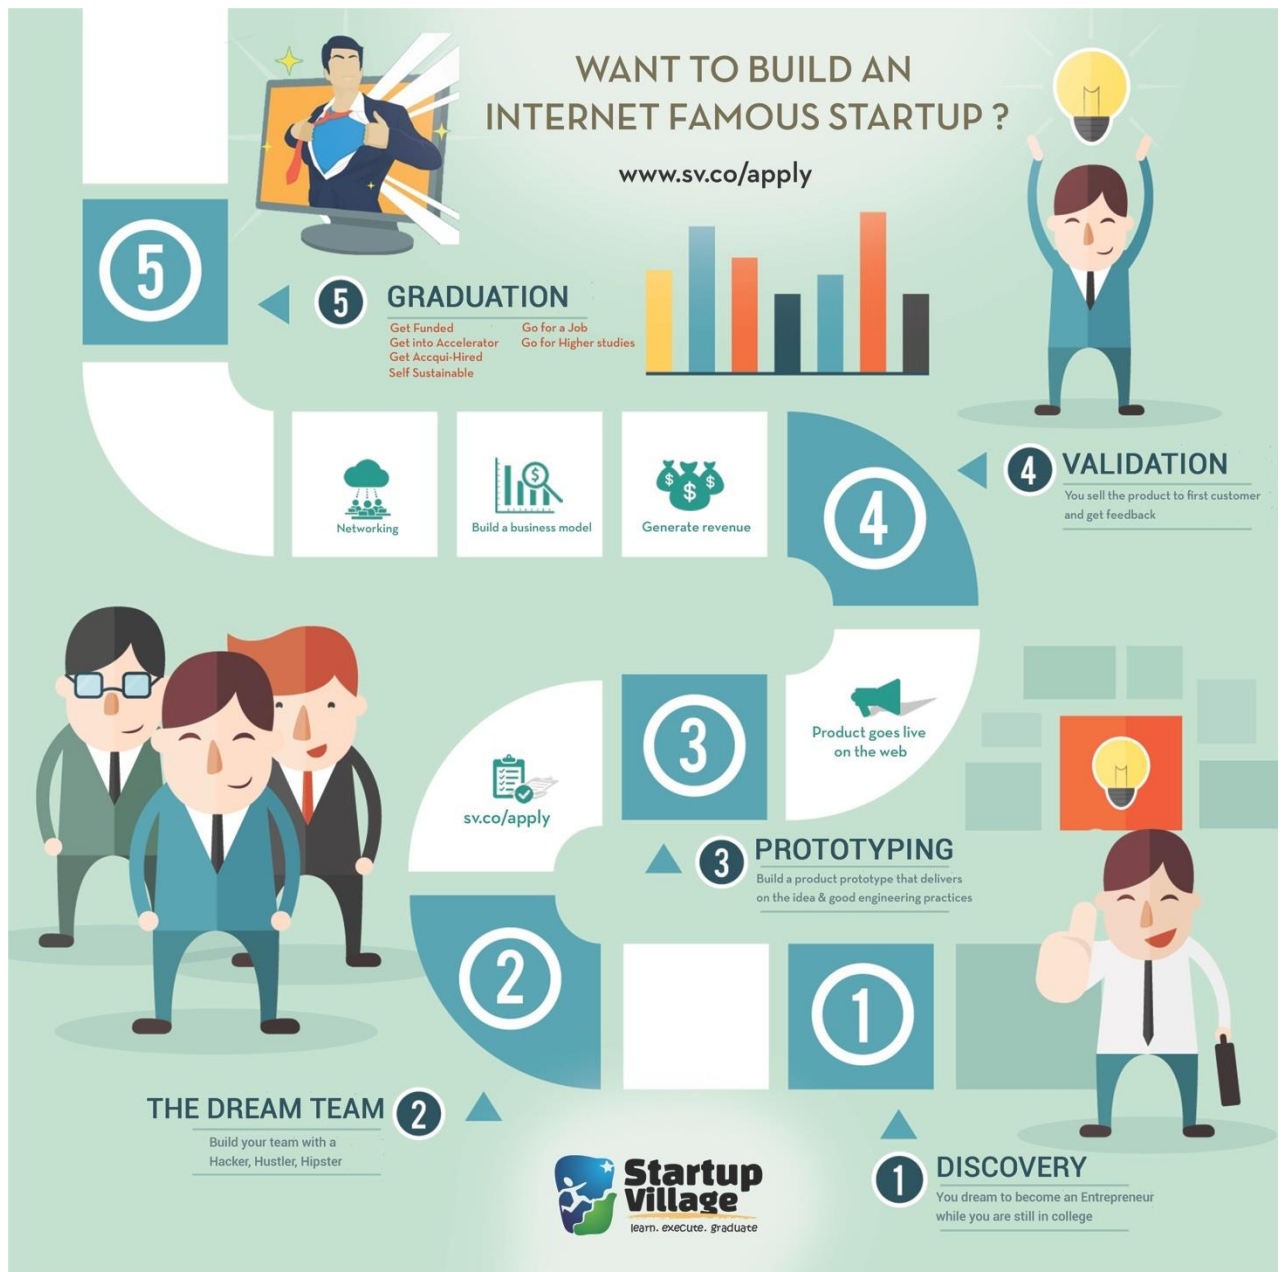 WANT TO BUILD AN
INTERNET FAMOUS STARTUP ?
www.sv.co/apply
5
5
GRADUATION
Get Funded
Get into Accelerator
Get Accqui-Hired
Self Sustainable
Go for a Job
Go for Higher studies
Networking
Build a business model
Generate revenue
4
4
VALIDATION
You sell the product to first customer
and get feedback
sv.co/apply
3
Product goes live
on the web
3
PROTOTYPING
Build a product prototype that delivers
on the idea & good engineering practices
2
1
THE DREAM TEAM
2
Build your team with a
Hacker, Hustler, Hipster
Startup
Village
learn. execute. graduate
1
DISCOVERY
You dream to become an Entrepreneur
while you are still in college